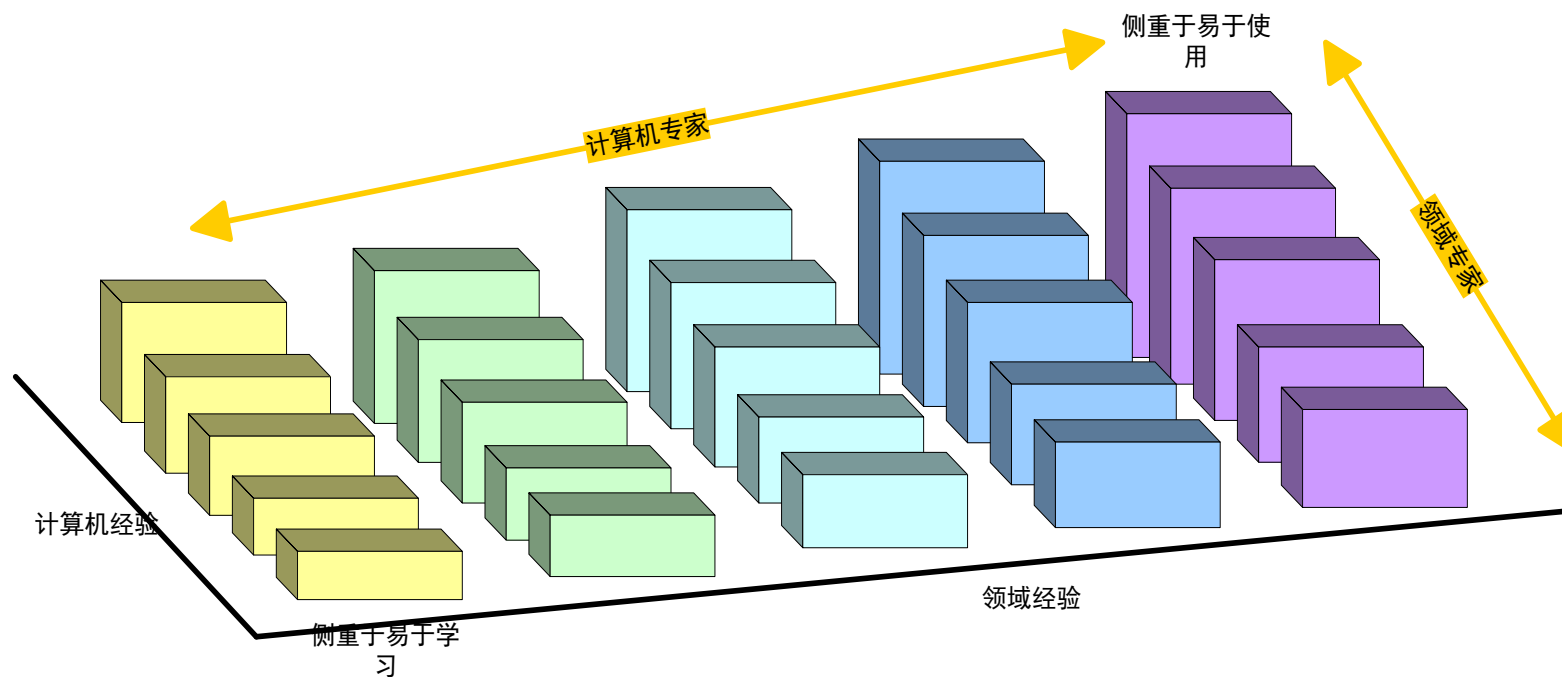 侧重于易于使
用
计算机专家
领域专家
计算机经验
领域经验
侧重于易于学
习